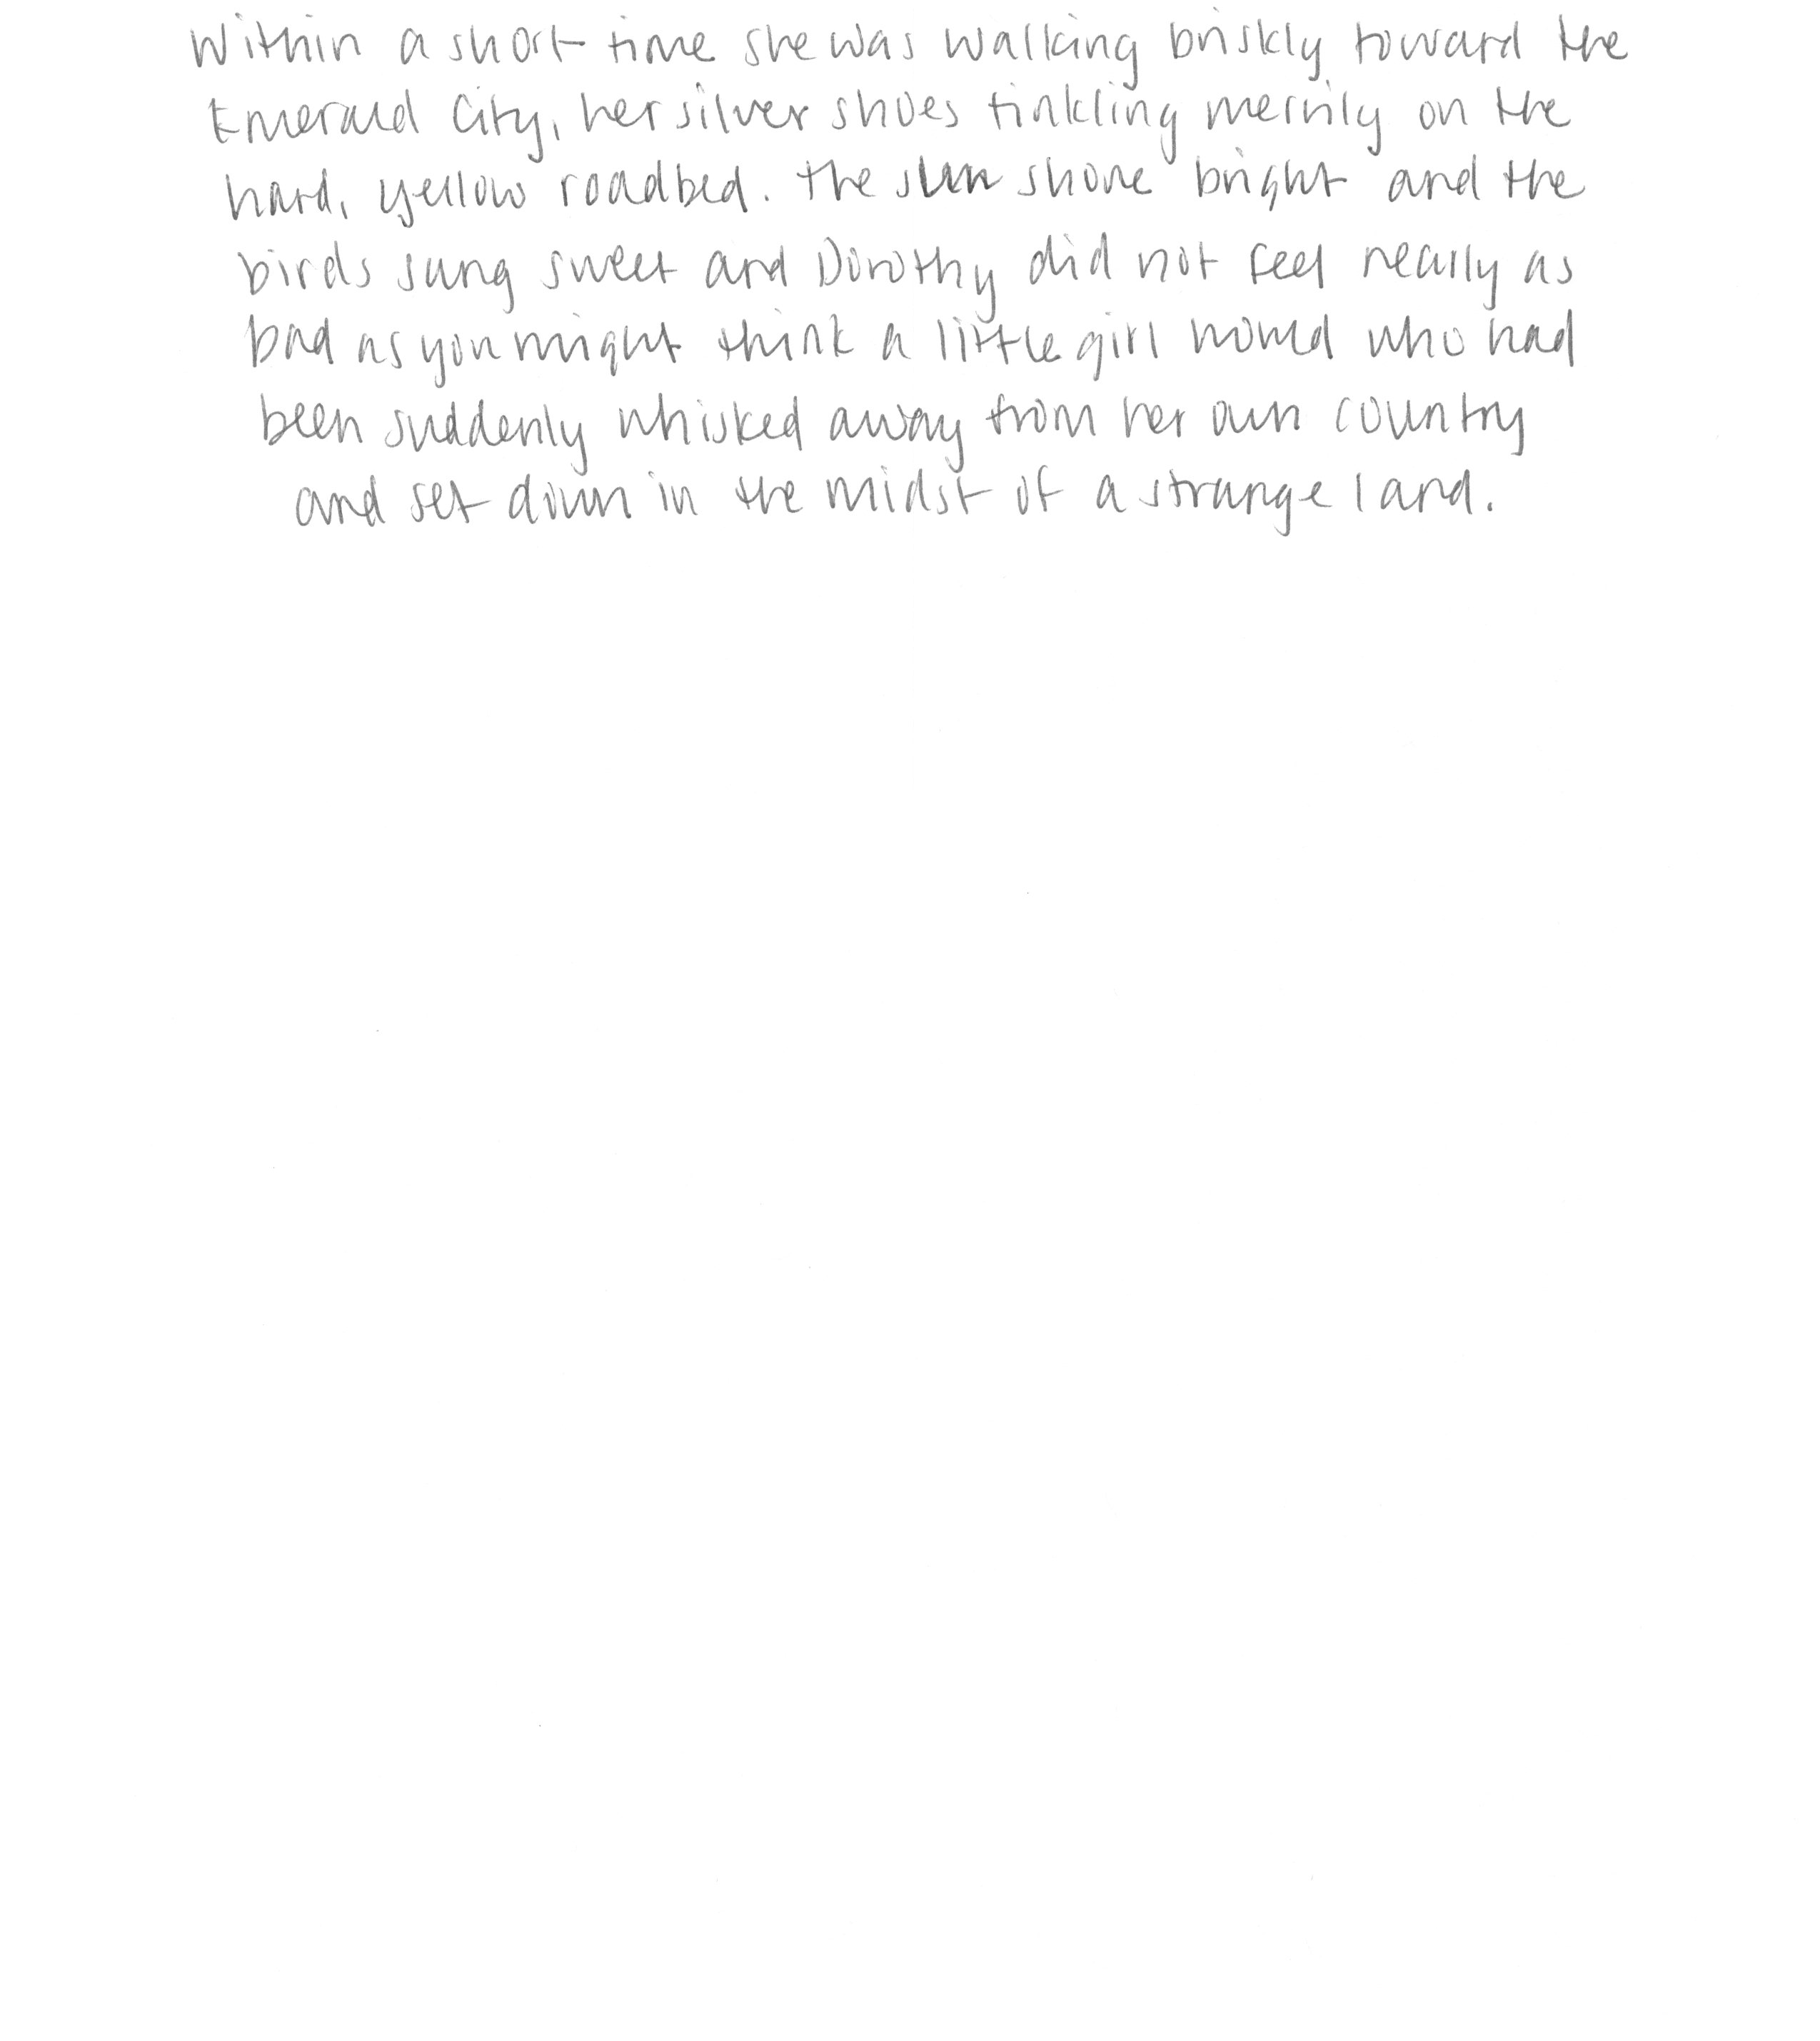 Within a short time she was walking briskly toward the
Emerald City, her silver shoes tinkling merrily on the
hard, yellow roadbed. The sun shone bright and the
birds sung sweet and Dorothy did not feel nearly as
bad as you might think a little girl would who had
been suddenly whisked away from her own country
and set down in the midst of a strange land.